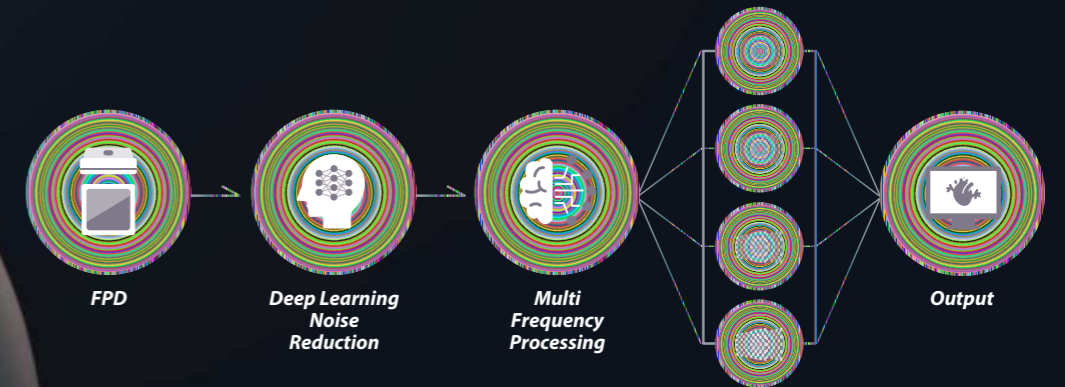 FPD
Deep Learning
Noise
Reduction
Multi
Frequency
Processing
Output